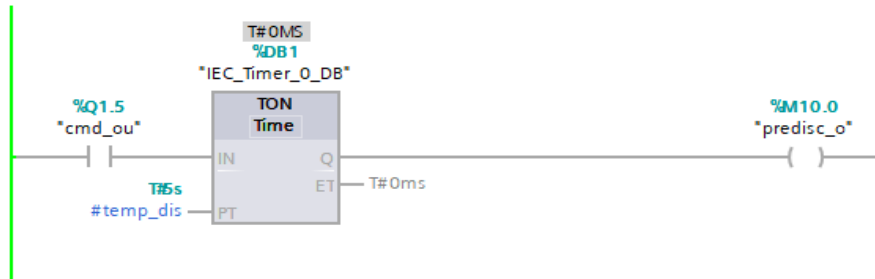 T#0MS
%DB1
"IEC_Timer_0_DB"
%Q1.5
"cmd_ou"
TON
Time
%M10.0
"predisc_o"
IN
Q
ET
T#0ms
T#5s
#temp_dis
PT